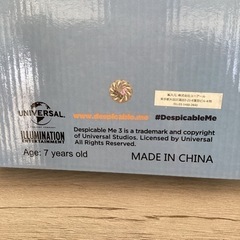 UNIVERSAL
www.despicable.me
#DespicableMe
ILLUMINATION
ENTERTAINMENT
Despicable Me 3 is a trademark and copyright
of Universal Studios. Licensed by Universal
All Rights Reserved.
Age: 7 years old
MADE IN CHINA